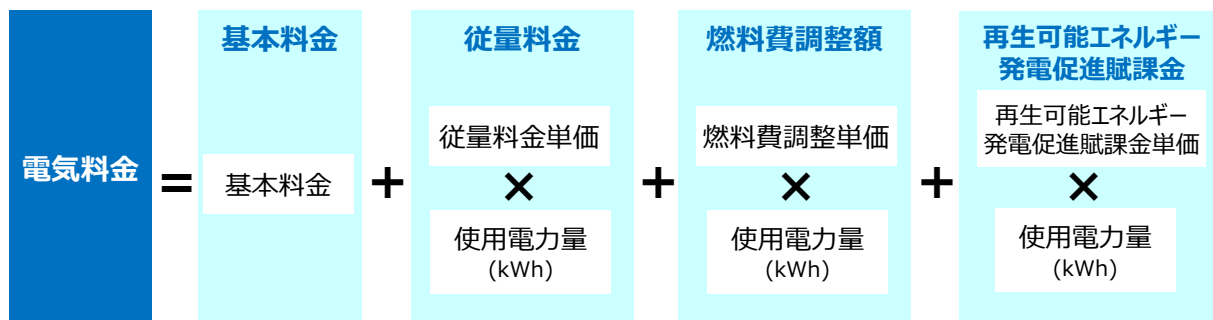 電気料金
=
基本料金
基本料金
+
従量料金
従量料金単価
×
使用電力量
(kWh)
+
燃料費調整額
燃料費調整単価
×
使用電力量
(kWh)
+
再生可能エネルギー
発電促進賦課金
再生可能エネルギー
発電促進賦課金単価
×
使用電力量
(kWh)